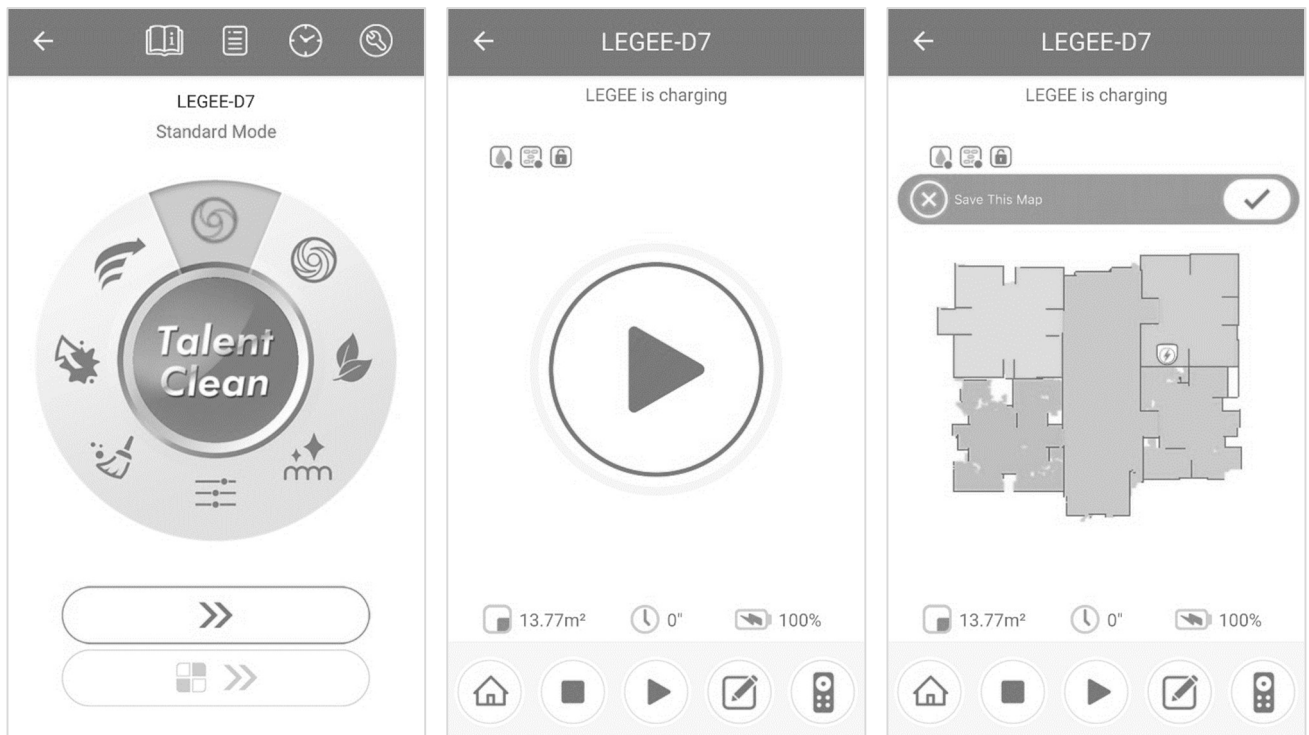 LEGEE-D7
Standard Mode
Talent
Clean
LEGEE-D7
LEGEE is charging
13.77m² 0" 100%
LEGEE-D7
LEGEE is charging
Save This Map
13.77m² 0" 100%